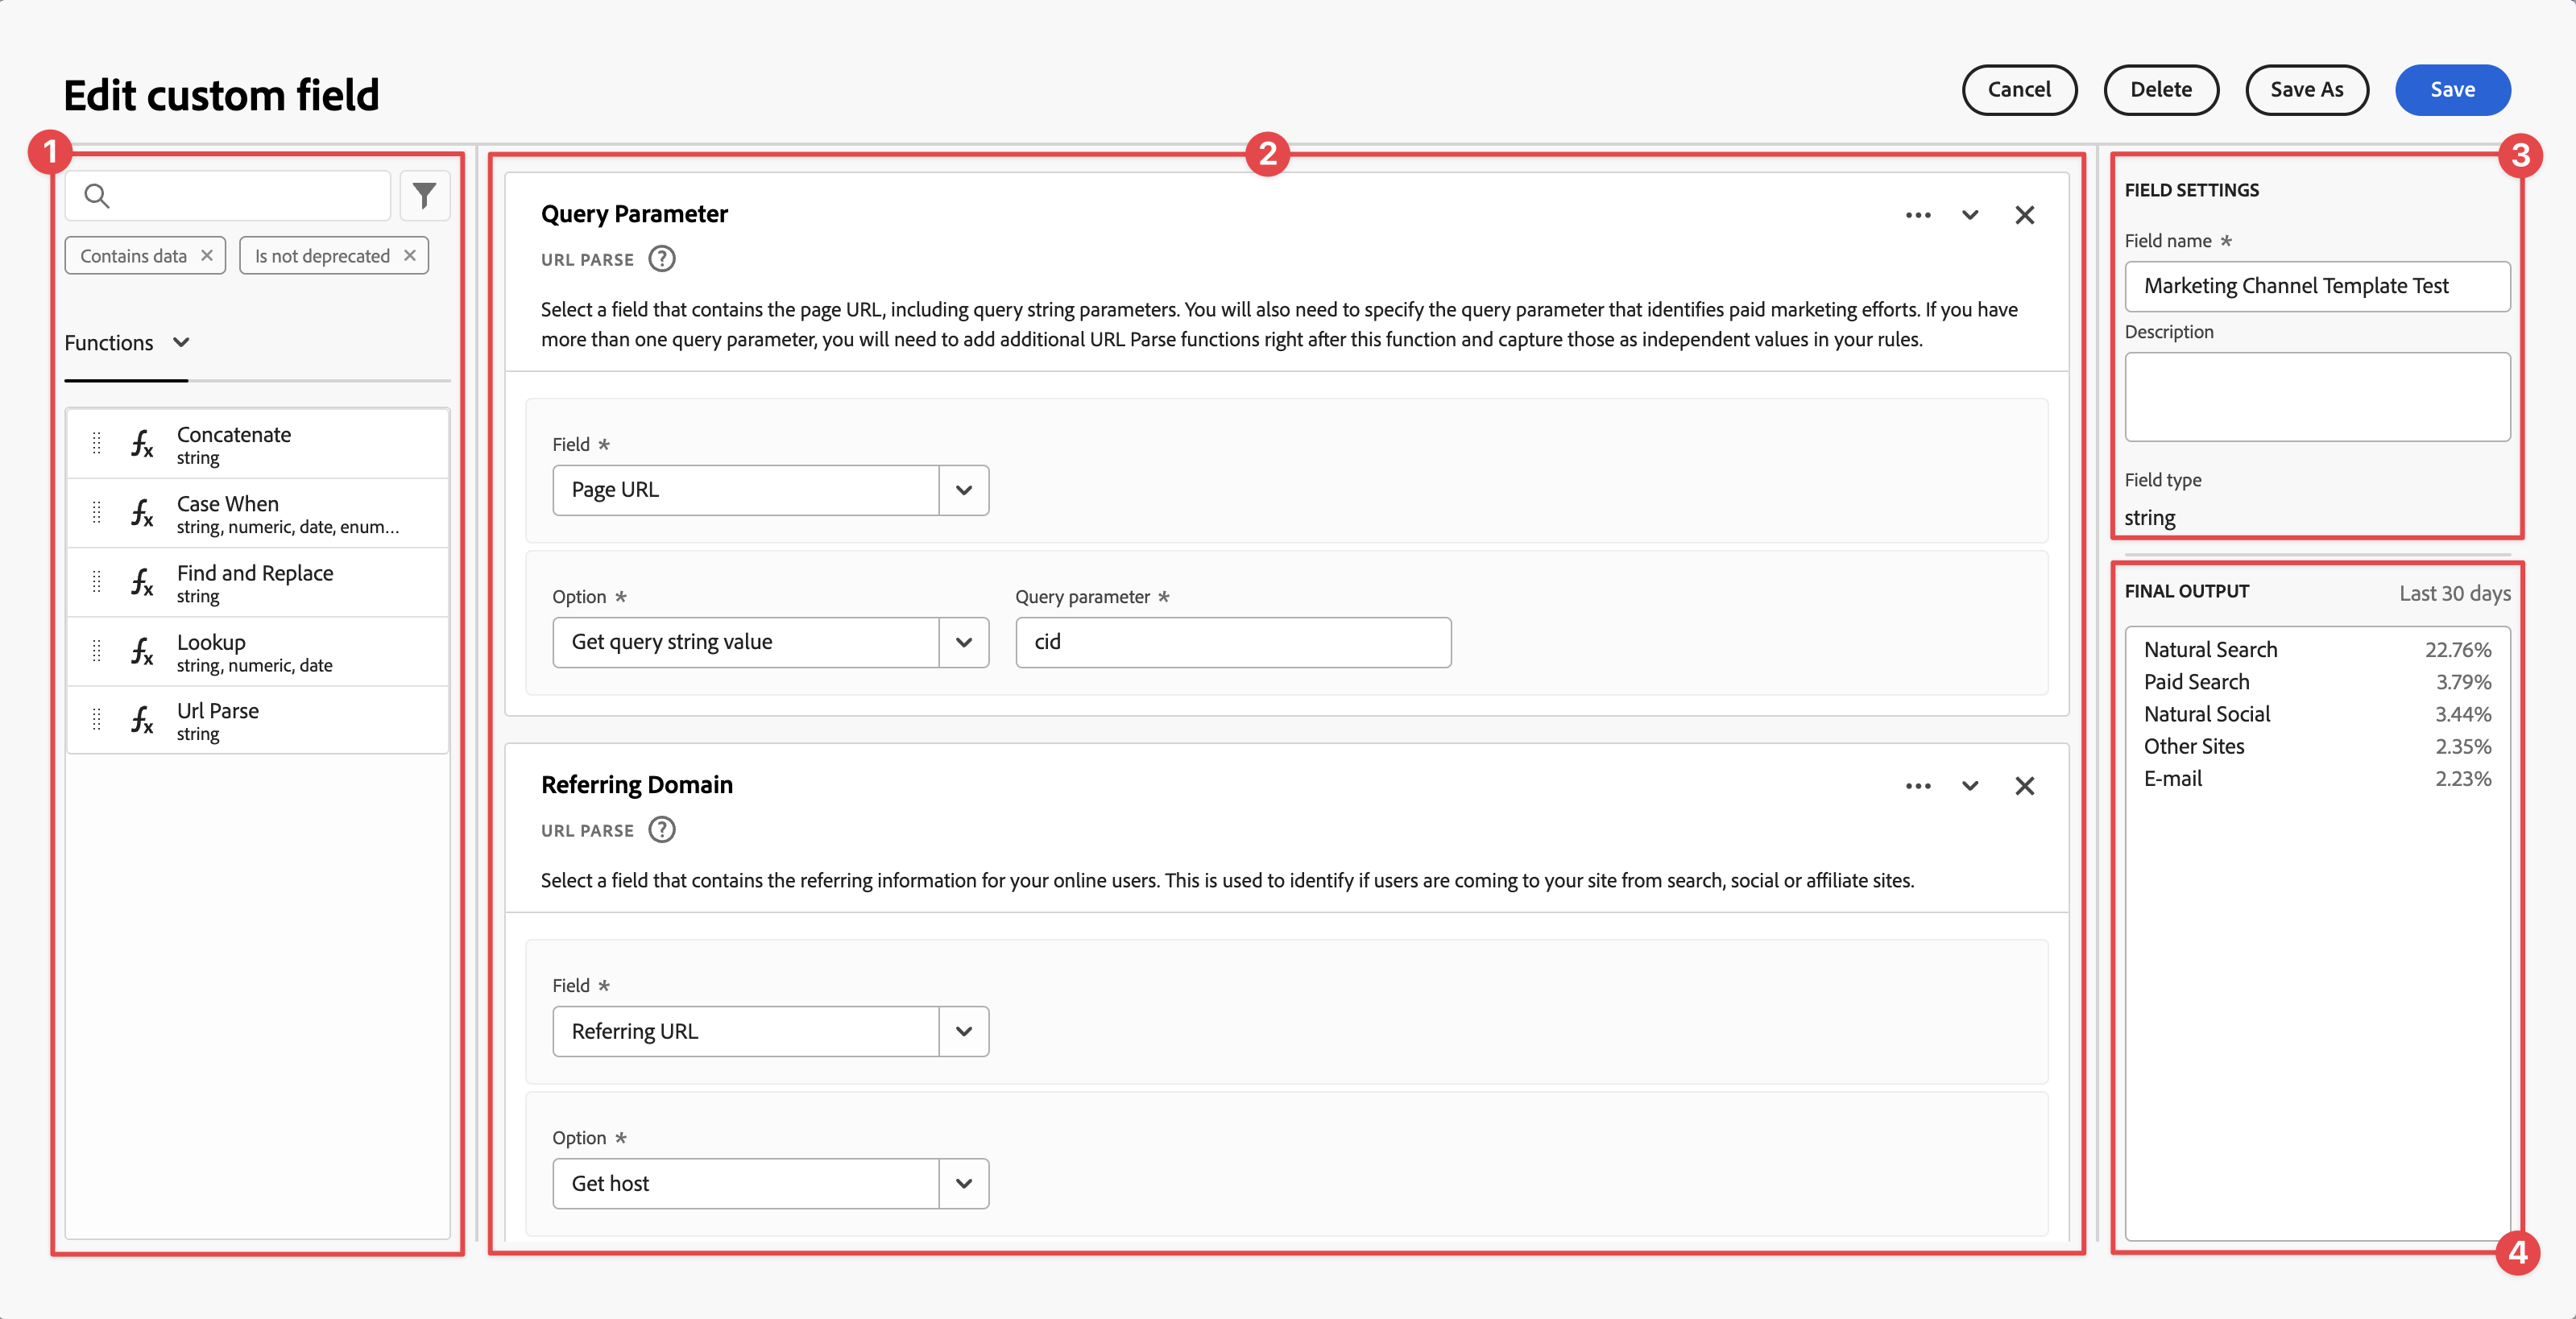 Edit custom field
Cancel
Delete
Save As
Save
1
Contains data
Is not deprecated
Functions
Concatenate
string
Case When
string, numeric, date, enum...
Find and Replace
string
Lookup
string, numeric, date
Url Parse
string
2
Query Parameter
URL PARSE ?
Select a field that contains the page URL, including query string parameters. You will also need to specify the query parameter that identifies paid marketing efforts. If you have
more than one query parameter, you will need to add additional URL Parse functions right after this function and capture those as independent values in your rules.
Field *
Page URL
Option *
Query parameter *
Get query string value
cid
Referring Domain
URL PARSE ?
Select a field that contains the referring information for your online users. This is used to identify if users are coming to your site from search, social or affiliate sites.
Field *
Referring URL
Option *
Get host
3
FIELD SETTINGS
Field name *
Marketing Channel Template Test
Description
Field type
string
FINAL OUTPUT
Last 30 days
Natural Search 22.76%
Paid Search 3.79%
Natural Social 3.44%
Other Sites 2.35%
E-mail 2.23%
4